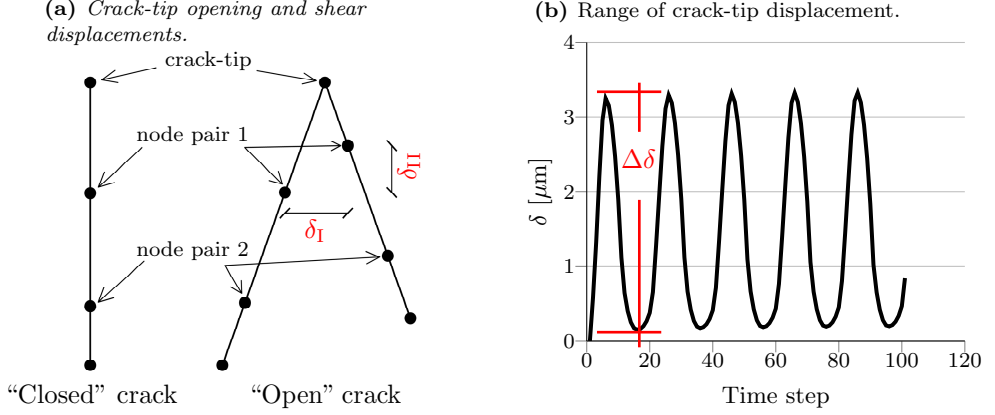 (a) Crack-tip opening and shear
displacements.
crack-tip
node pair 1
δII
δI
node pair 2
“Closed” crack
“Open” crack
(b) Range of crack-tip displacement.
4
3
2
1
0
δ [μm]
Δδ
0
20
40
60
80
100
120
Time step